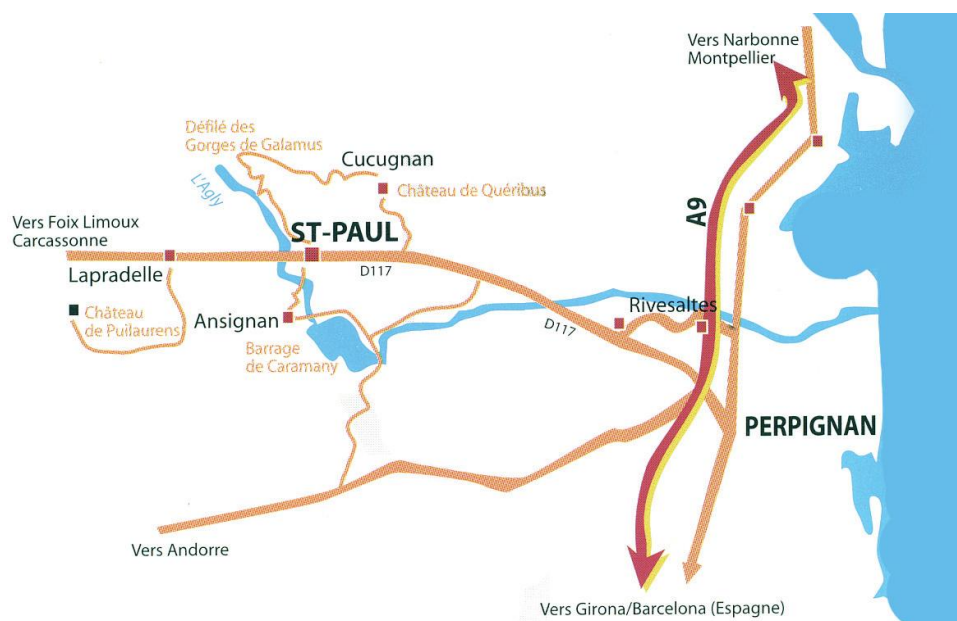 Vers Narbonne
Montpellier
Défilé des
Gorges de Galamus
Cucugnan
L'Agly
Château de Quéribus
A9
Vers Foix Limoux
Carcassonne
ST-PAUL
D117
Lapradelle
Château
de Puilaurens
Ansignan
Rivesaltes
D117
Barrage
de Caramany
PERPIGNAN
Vers Andorre
Vers Girona/Barcelona (Espagne)